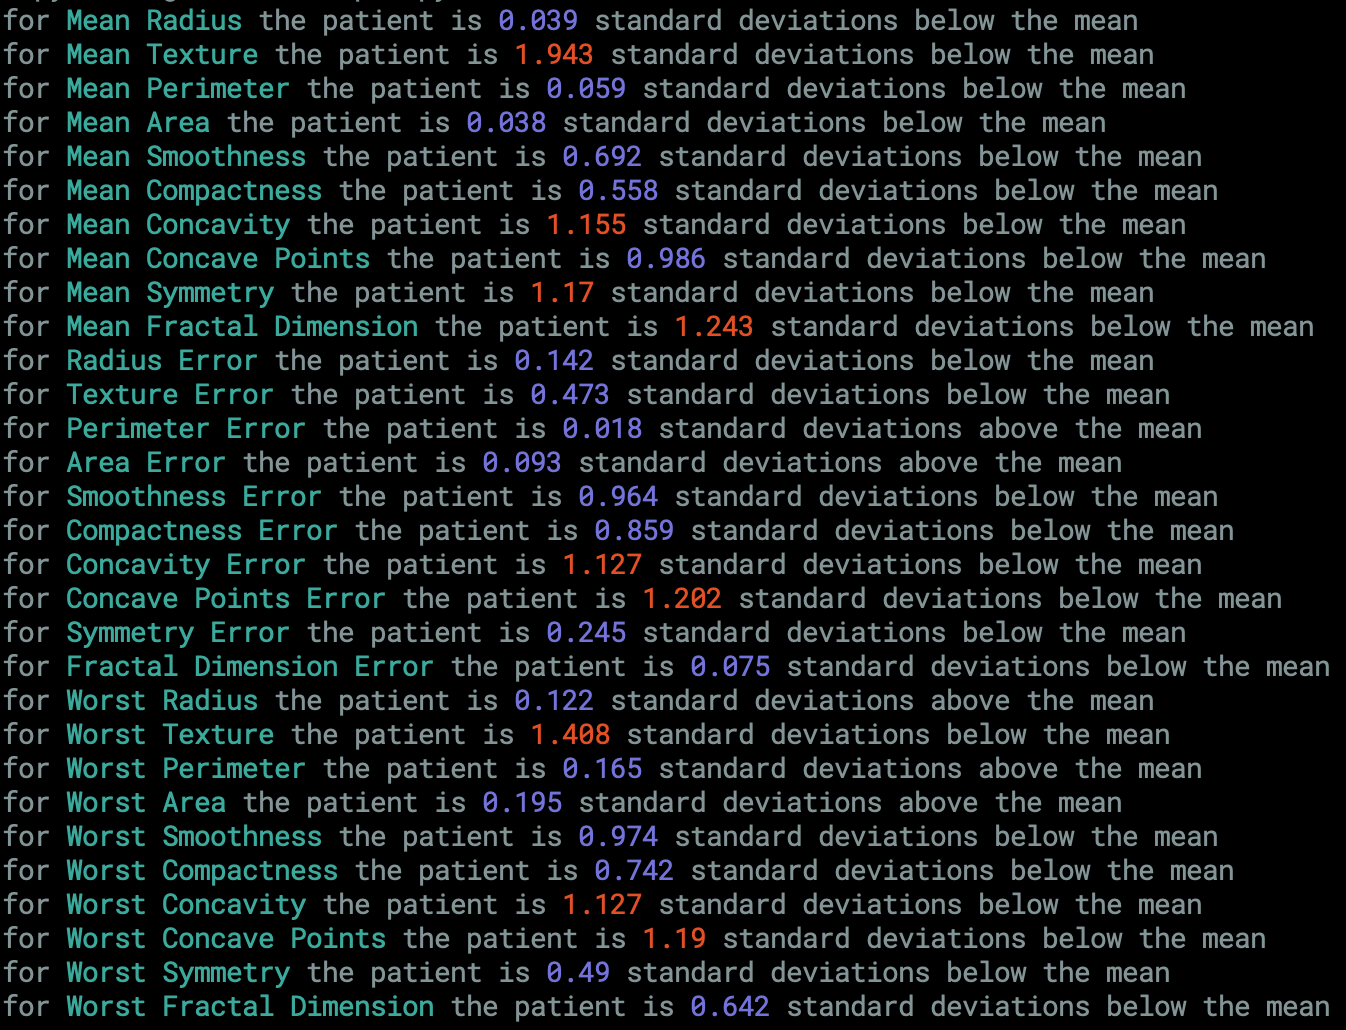 for Mean Radius the patient is 0.039 standard deviations below the mean
for Mean Texture the patient is 1.943 standard deviations below the mean
for Mean Perimeter the patient is 0.059 standard deviations below the mean
for Mean Area the patient is 0.038 standard deviations below the mean
for Mean Smoothness the patient is 0.692 standard deviations below the mean
for Mean Compactness the patient is 0.558 standard deviations below the mean
for Mean Concavity the patient is 1.155 standard deviations below the mean
for Mean Concave Points the patient is 0.986 standard deviations below the mean
for Mean Symmetry the patient is 1.17 standard deviations below the mean
for Mean Fractal Dimension the patient is 1.243 standard deviations below the mean
for Radius Error the patient is 0.142 standard deviations below the mean
for Texture Error the patient is 0.473 standard deviations below the mean
for Perimeter Error the patient is 0.018 standard deviations above the mean
for Area Error the patient is 0.093 standard deviations above the mean
for Smoothness Error the patient is 0.964 standard deviations below the mean
for Compactness Error the patient is 0.859 standard deviations below the mean
for Concavity Error the patient is 1.127 standard deviations below the mean
for Concave Points Error the patient is 1.202 standard deviations below the mean
for Symmetry Error the patient is 0.245 standard deviations below the mean
for Fractal Dimension Error the patient is 0.075 standard deviations below the mean
for Worst Radius the patient is 0.122 standard deviations above the mean
for Worst Texture the patient is 1.408 standard deviations below the mean
for Worst Perimeter the patient is 0.165 standard deviations above the mean
for Worst Area the patient is 0.195 standard deviations above the mean
for Worst Smoothness the patient is 0.974 standard deviations below the mean
for Worst Compactness the patient is 0.742 standard deviations below the mean
for Worst Concavity the patient is 1.127 standard deviations below the mean
for Worst Concave Points the patient is 1.19 standard deviations below the mean
for Worst Symmetry the patient is 0.49 standard deviations below the mean
for Worst Fractal Dimension the patient is 0.642 standard deviations below the mean